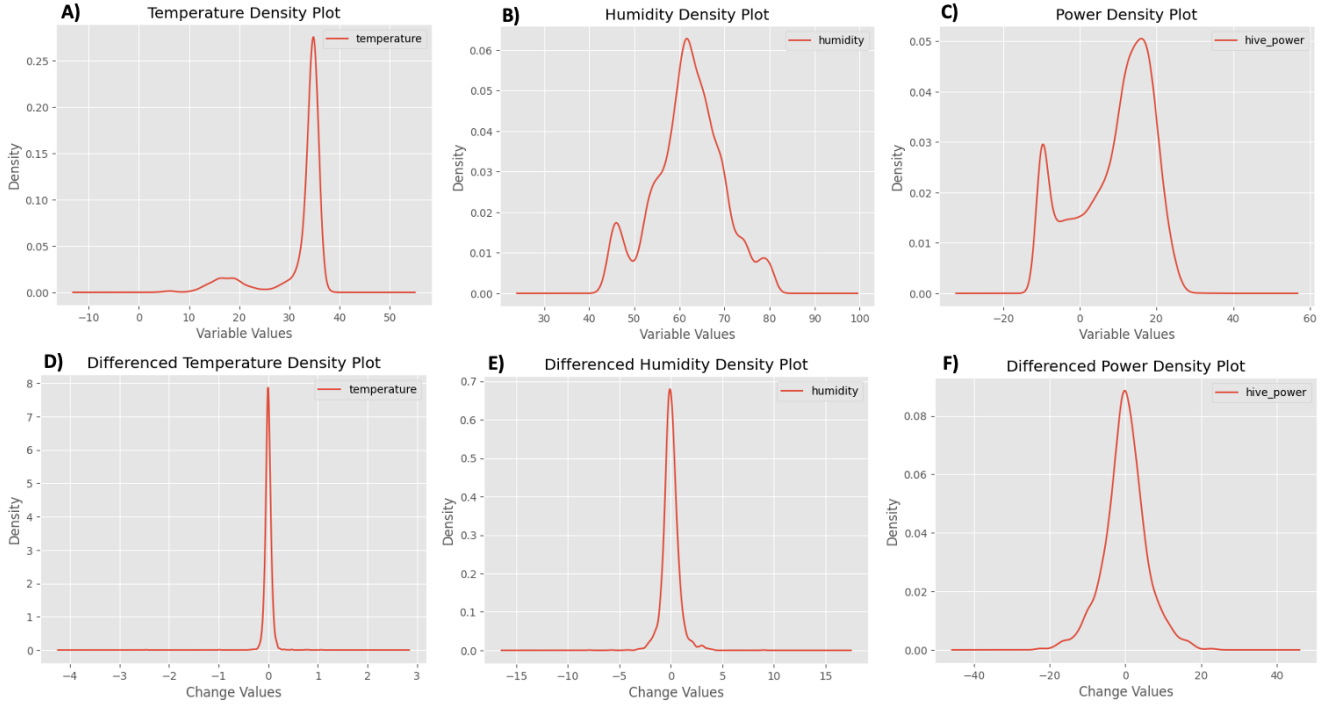 A)
Temperature Density Plot
temperature
Density
0.25
0.20
0.15
0.10
0.05
0.00
−10 0 10 20 30 40 50
Variable Values
B)
Humidity Density Plot
humidity
Density
0.06
0.05
0.04
0.03
0.02
0.01
0.00
30 40 50 60 70 80 90 100
Variable Values
C)
Power Density Plot
hive_power
Density
0.05
0.04
0.03
0.02
0.01
0.00
−20 0 20 40 60
Variable Values
D)
Differenced Temperature Density Plot
temperature
Density
8
7
6
5
4
3
2
1
0
−4 −3 −2 −1 0 1 2 3
Change Values
E)
Differenced Humidity Density Plot
humidity
Density
0.7
0.6
0.5
0.4
0.3
0.2
0.1
0.0
−15 −10 −5 0 5 10 15
Change Values
F)
Differenced Power Density Plot
hive_power
Density
0.08
0.06
0.04
0.02
0.00
−40 −20 0 20 40
Change Values